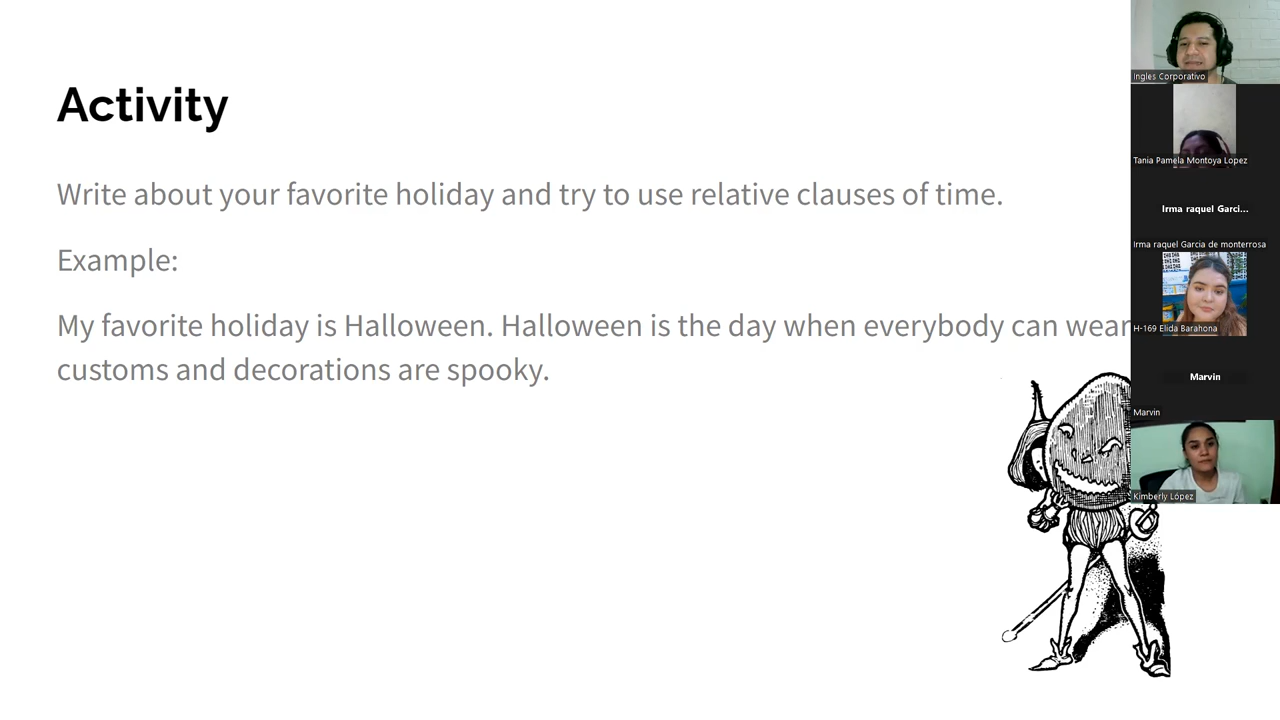 Activity
Write about your favorite holiday and try to use relative clauses of time.
Example:
My favorite holiday is Halloween. Halloween is the day when everybody can wear
customs and decorations are spooky.
Ingles Corporativo
Tania Pamela Montoya Lopez
Irma raquel Garci...
Irma raquel Garcia de monterrosa
H-169 Elida Barahona
Marvin
Marvin
Kimberly López